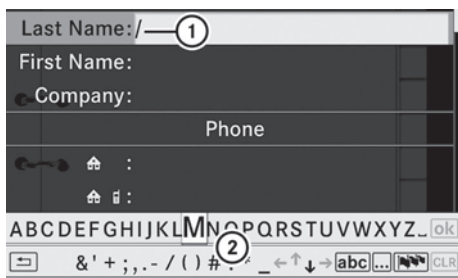 Last Name:/ 1
First Name:
Company:
Phone
:
:
ABCDEFGHIJKLMNOPQRSTUVWXYZ_ ok
2
&'+;,.-/()#:*_←↑↓→ abc ... CLR